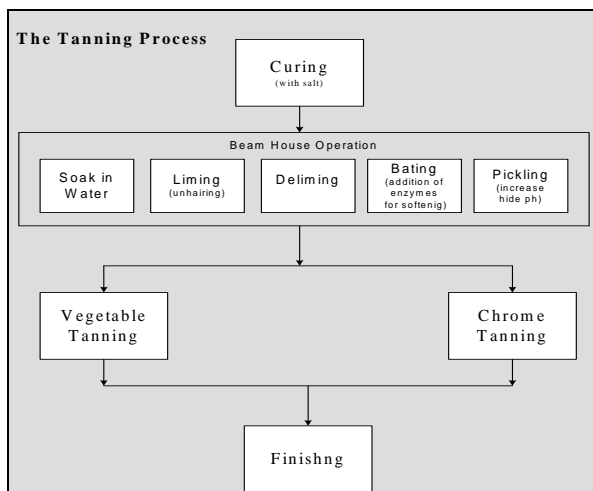 The Tanning Process
Curing
(with salt)
Beam House Operation
Soak in
Water
Liming
(unhairing)
Deliming
Bating
(addition of
enzymes
for softenig)
Pickling
(increase
hide ph)
Vegetable
Tanning
Chrome
Tanning
Finishng